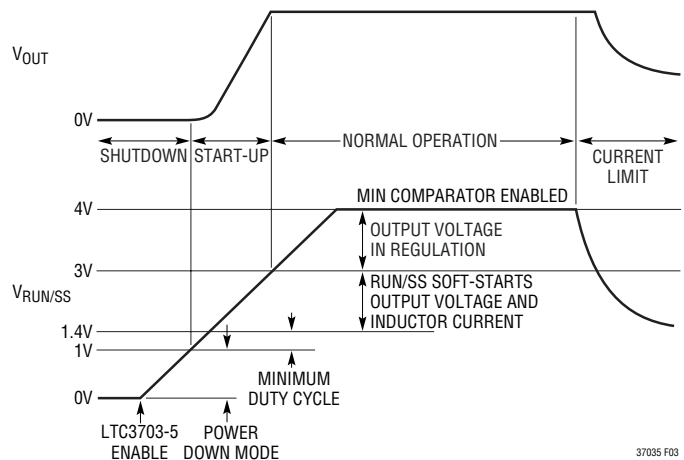 VOUT
0V
SHUTDOWN
START-UP
NORMAL OPERATION
CURRENT
LIMIT
MIN COMPARATOR ENABLED
4V
OUTPUT VOLTAGE
IN REGULATION
3V
VRUN/SS
RUN/SS SOFT-STARTS
OUTPUT VOLTAGE AND
INDUCTOR CURRENT
1.4V
1V
MINIMUM
DUTY CYCLE
0V
LTC3703-5
ENABLE
POWER
DOWN MODE
37035 F03